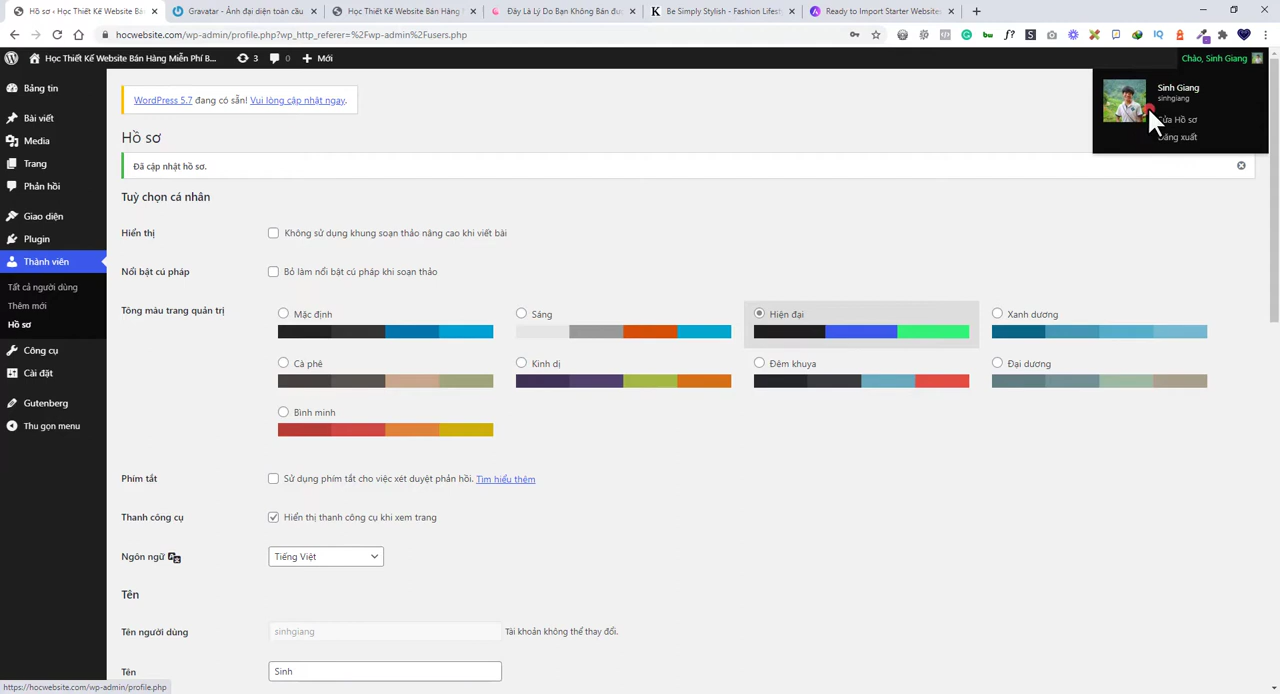 Hồ sơ ‹ Học Thiết Kế Website Bán
Gravatar - Ảnh đại diện toàn cầu
Học Thiết Kế Website Bán Hàng
Đây Là Lý Do Bạn Không Bán
Be Simply Stylish - Fashion Lifest
Ready to Import Starter Websites
hocwebsite.com/wp-admin/profile.php?wp_http_referer=%2Fwp-admin%2Fusers.php
Học Thiết Kế Website Bán Hàng Miễn Phí B...
3
0
Mới
Chào, Sinh Giang
Sinh Giang
sinhgiang
Sửa Hồ sơ
Đăng xuất
Bảng tin
Bài viết
Media
Trang
Phản hồi
Giao diện
Plugin
Thành viên
Tất cả người dùng
Thêm mới
Hồ sơ
Công cụ
Cài đặt
Gutenberg
Thu gọn menu
WordPress 5.7 đang có sẵn! Vui lòng cập nhật ngay.
Hồ sơ
Đã cập nhật hồ sơ.
Tuỳ chọn cá nhân
Hiển thị
Không sử dụng khung soạn thảo nâng cao khi viết bài
Nổi bật cú pháp
Bỏ làm nổi bật cú pháp khi soạn thảo
Tông màu trang quản trị
Mặc định
Sáng
Hiện đại
Xanh dương
Cà phê
Kinh dị
Đêm khuya
Đại dương
Bình minh
Phím tắt
Sử dụng phím tắt cho việc xét duyệt phản hồi. Tìm hiểu thêm
Thanh công cụ
Hiển thị thanh công cụ khi xem trang
Ngôn ngữ
Tiếng Việt
Tên
Tên người dùng
sinhgiang
Tài khoản không thể thay đổi.
Tên
Sinh
https://hocwebsite.com/wp-admin/profile.php